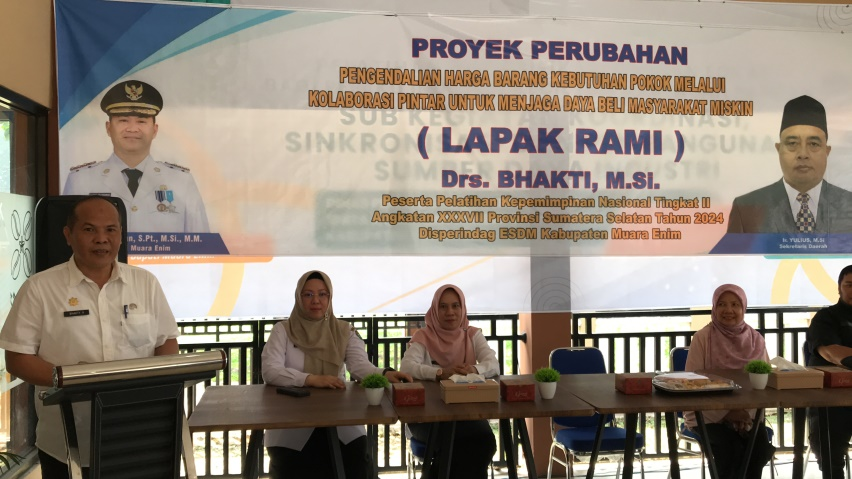 PROYEK PERUBAHAN
PENGENDALIAN HARGA BARANG KEBUTUHAN POKOK MELALUI
KOLABORASI PINTAR UNTUK MENJAGA DAYA BELI MASYARAKAT MISKIN
( LAPAK RAMI )
Drs. BHAKTI, M.Si.
Peserta Pelatihan Kepemimpinan Nasional Tingkat II
Angkatan XXXVII Provinsi Sumatera Selatan Tahun 2024
Disperindag ESDM Kabupaten Muara Enim
S.Pt., M.Si., M.M.
Muara Enim
Ir. YULIUS, M.Si
Sekretaris Daerah